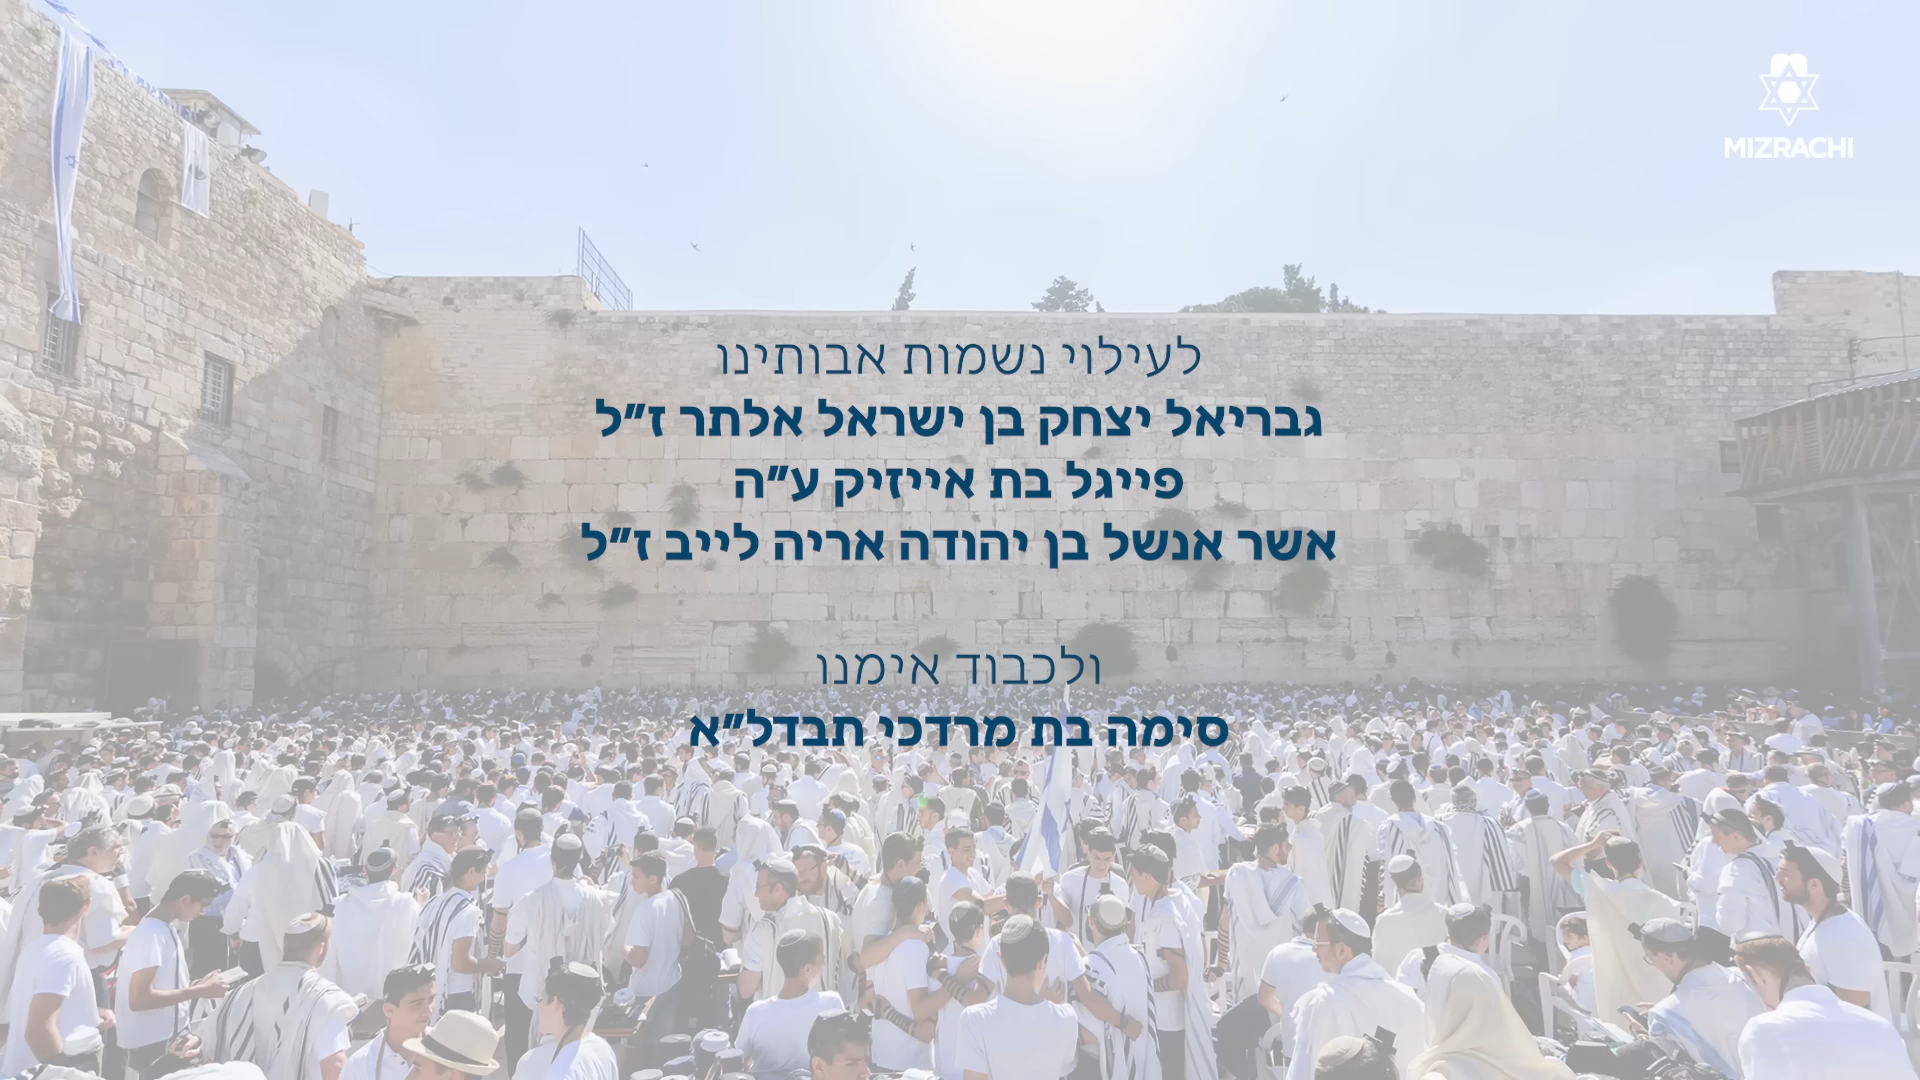 MIZRACHI
לעילוי נשמות אבותינו
גבריאל יצחק בן ישראל אלתר ז״ל
פייגל בת אייזיק ע״ה
אשר אנשל בן יהודה אריה לייב ז״ל
ולכבוד אימנו
סימה בת מרדכי תבדל״א